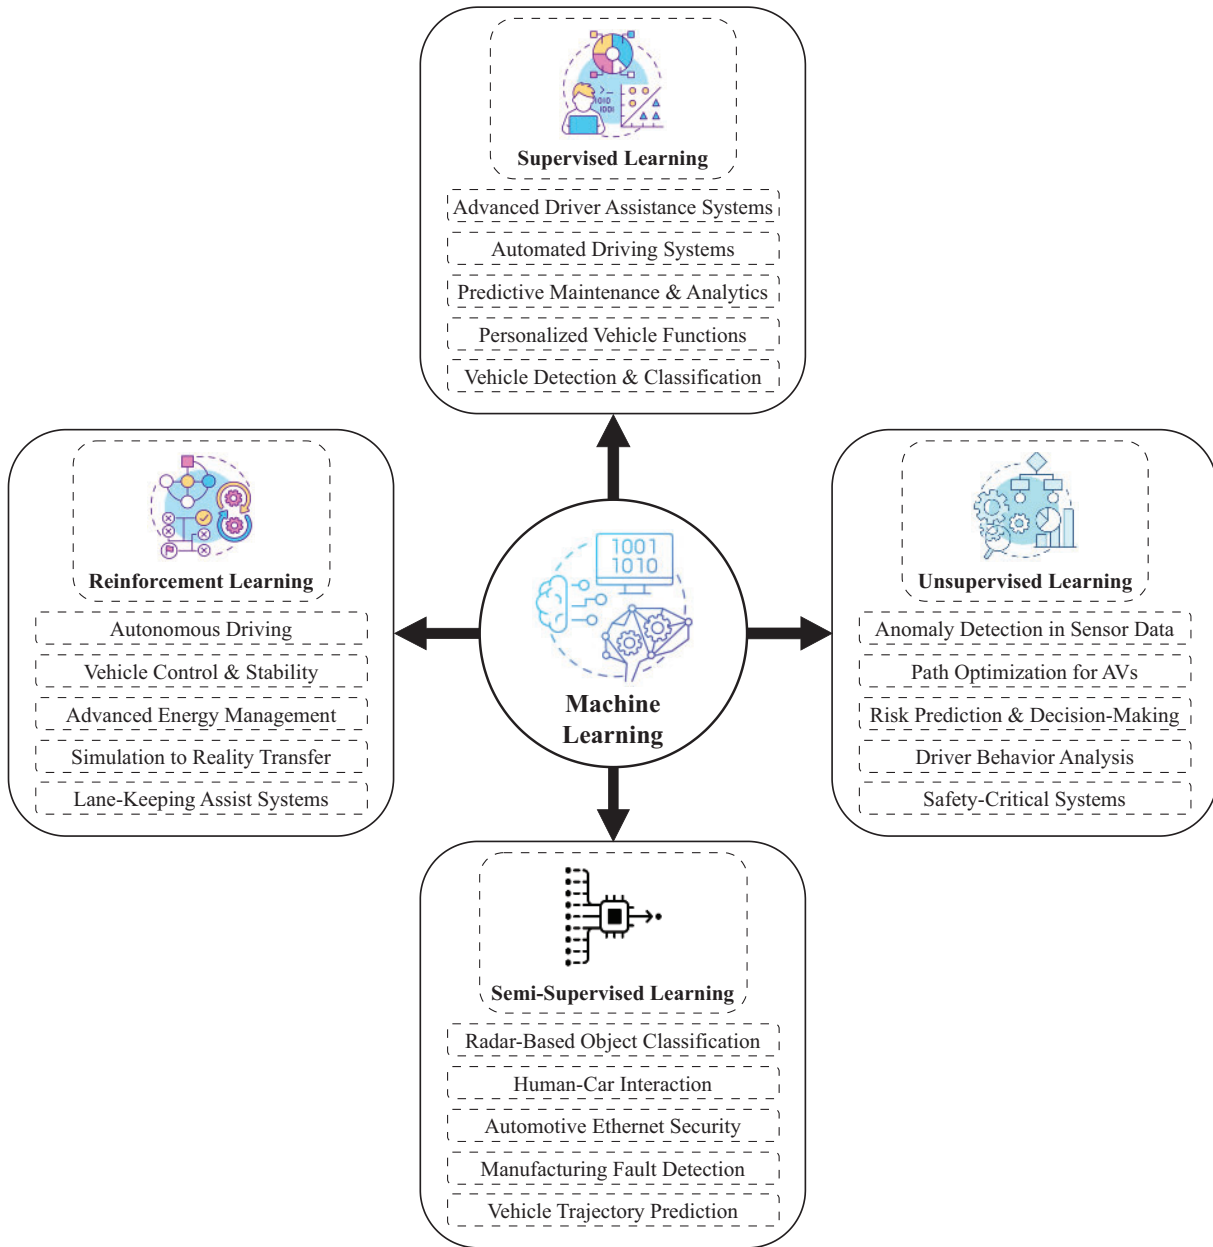 >_
1010
1001
Supervised Learning
Advanced Driver Assistance Systems
Automated Driving Systems
Predictive Maintenance & Analytics
Personalized Vehicle Functions
Vehicle Detection & Classification
Reinforcement Learning
Autonomous Driving
Vehicle Control & Stability
Advanced Energy Management
Simulation to Reality Transfer
Lane-Keeping Assist Systems
1001
1010
Machine
Learning
Unsupervised Learning
Anomaly Detection in Sensor Data
Path Optimization for AVs
Risk Prediction & Decision-Making
Driver Behavior Analysis
Safety-Critical Systems
Semi-Supervised Learning
Radar-Based Object Classification
Human-Car Interaction
Automotive Ethernet Security
Manufacturing Fault Detection
Vehicle Trajectory Prediction